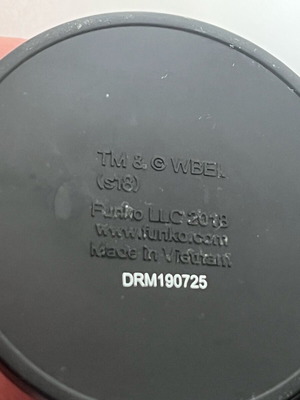 TM & © WBEI.
(s18)
Funko LLC 2018
www.funko.com
Made in Vietnam
DRM190725